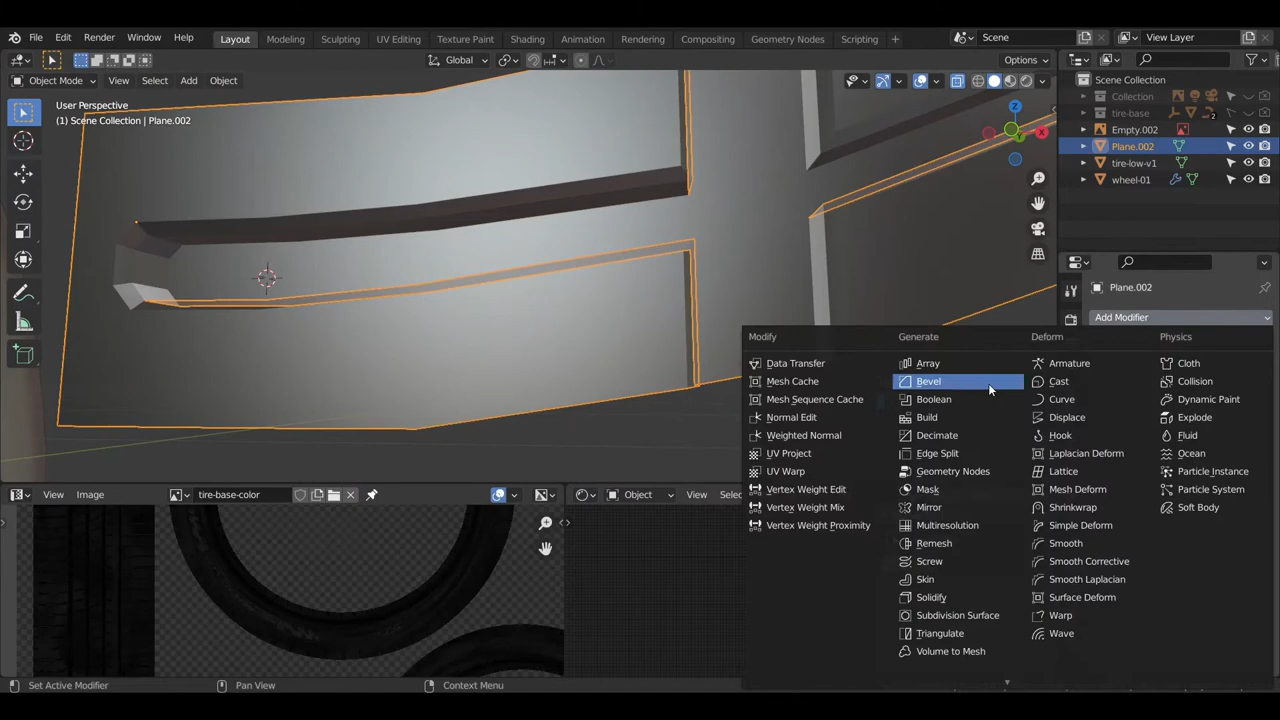 File Edit Render Window Help Layout Modeling Sculpting UV Editing Texture Paint Shading Animation Rendering Compositing Geometry Nodes Scripting + Scene View Layer
Global Options
Object Mode View Select Add Object
User Perspective
(1) Scene Collection | Plane.002
Z
X
Y
Scene Collection
Collection
tire-base 2
Empty.002
Plane.002
tire-low-v1
wheel-01
Plane.002
Add Modifier
Modify Generate Deform Physics
Data Transfer Array Armature Cloth
Mesh Cache Bevel Cast Collision
Mesh Sequence Cache Boolean Curve Dynamic Paint
Normal Edit Build Displace Explode
Weighted Normal Decimate Hook Fluid
UV Project Edge Split Laplacian Deform Ocean
UV Warp Geometry Nodes Lattice Particle Instance
Vertex Weight Edit Mask Mesh Deform Particle System
Vertex Weight Mix Mirror Shrinkwrap Soft Body
Vertex Weight Proximity Multiresolution Simple Deform
Remesh Smooth
Screw Smooth Corrective
Skin Smooth Laplacian
Solidify Surface Deform
Subdivision Surface Warp
Triangulate Wave
Volume to Mesh
View Image tire-base-color
Object View Selec
Set Active Modifier Pan View Context Menu